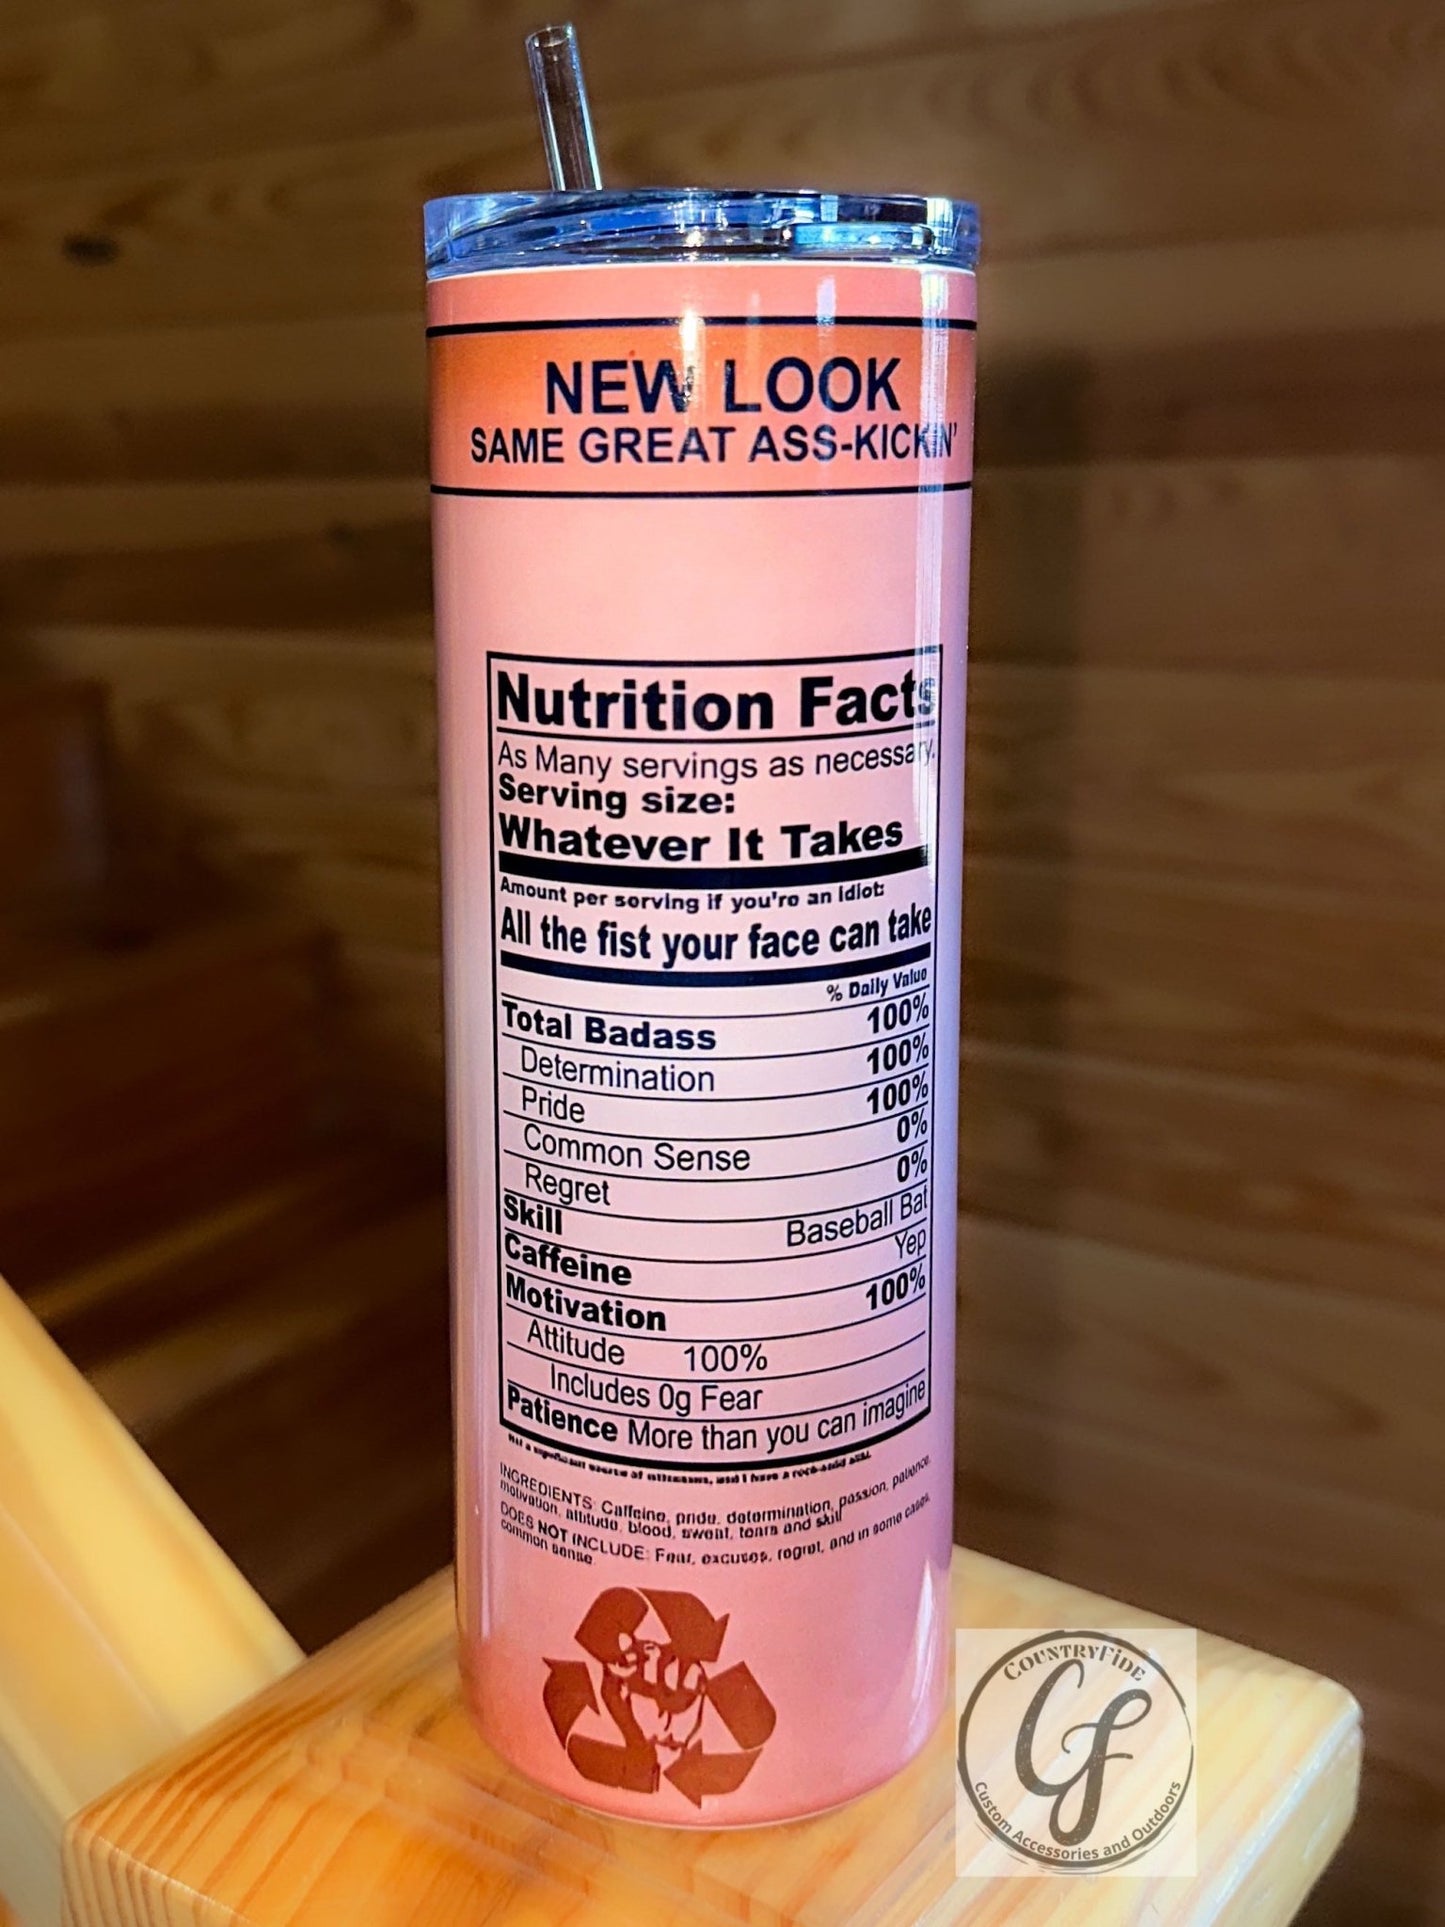 NEW LOOK
SAME GREAT ASS-KICKIN'
Nutrition Facts
As Many servings as necessary.
Serving size:
Whatever It Takes
Amount per serving if you're an idiot:
All the fist your face can take
% Daily Value
Total Badass 100%
Determination 100%
Pride 100%
Common Sense 0%
Regret 0%
Skill Baseball Bat
Caffeine Yep
Motivation 100%
Attitude 100%
Includes 0g Fear
Patience More than you can imagine
Not a significant source of
INGREDIENTS: Caffeine, pride, determination, passion, patience,
motivation, attitude, blood, sweat, tears and skill
DOES NOT INCLUDE: Fear, excuses, regret, and in some cases,
common sense
COUNTRYFIDE
CF
Custom Accessories and Outdoors